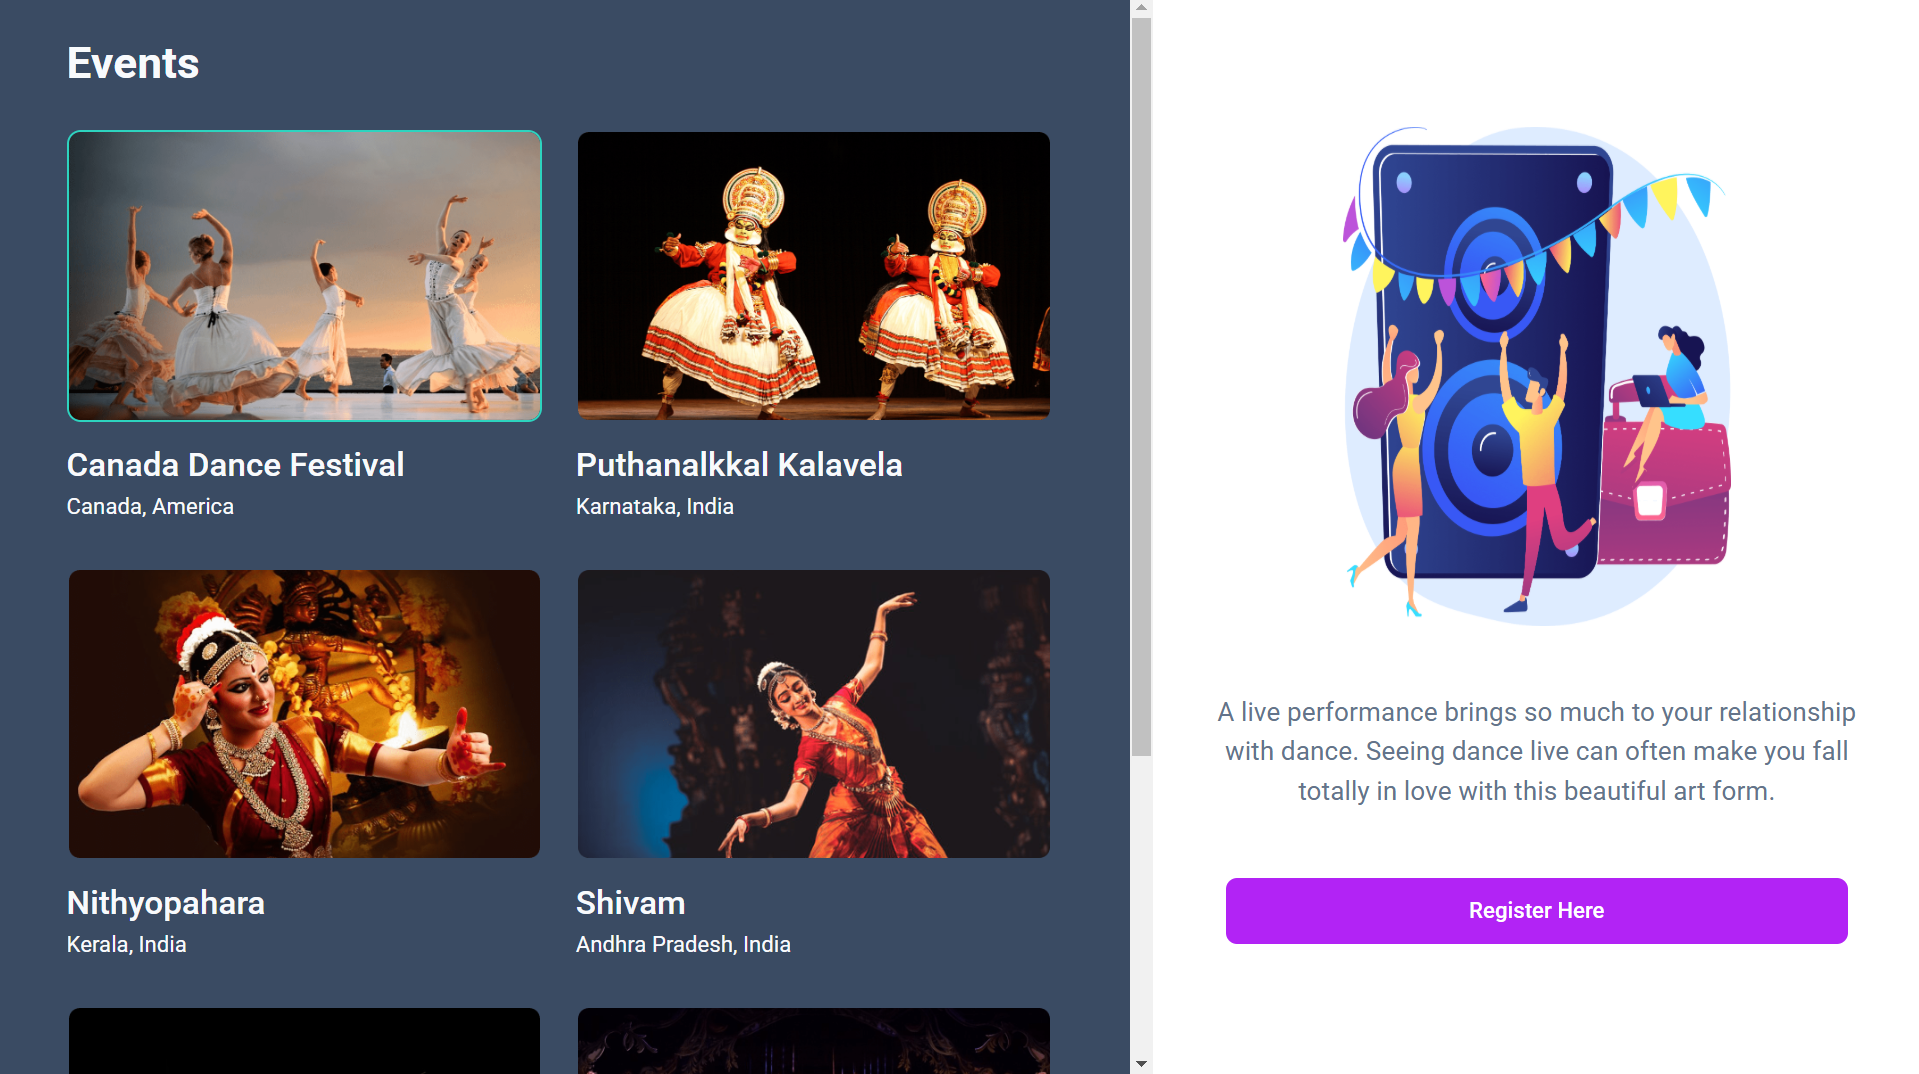 Events
Canada Dance Festival
Canada, America
Puthanalkkal Kalavela
Karnataka, India
Nithyopahara
Kerala, India
Shivam
Andhra Pradesh, India
A live performance brings so much to your relationship
with dance. Seeing dance live can often make you fall
totally in love with this beautiful art form.
Register Here